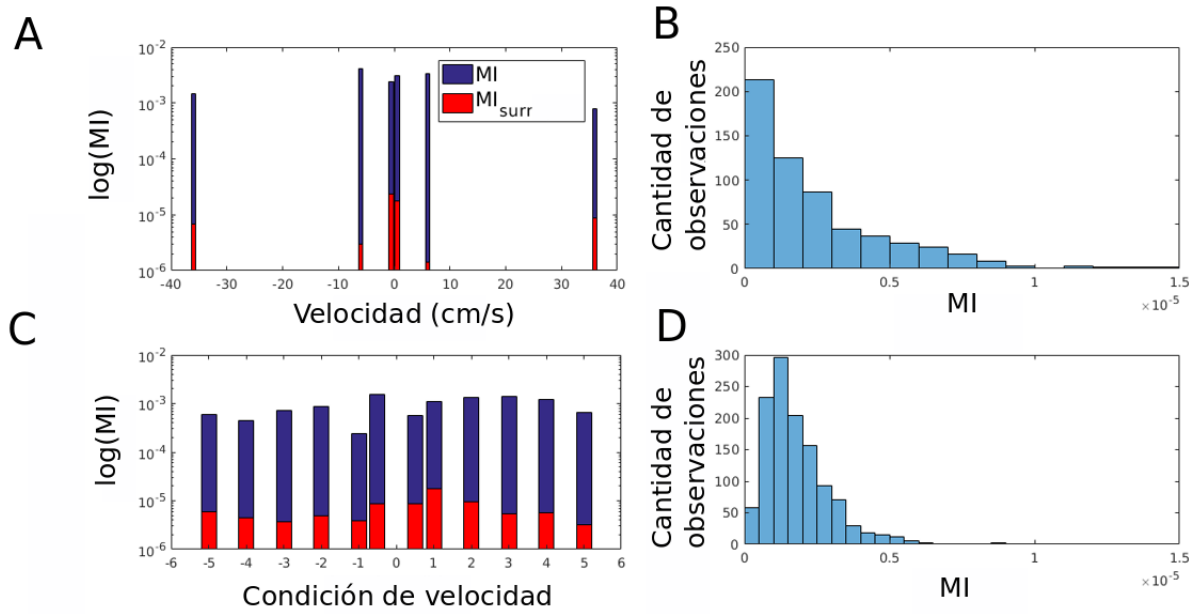 A
10^-2
10^-3
10^-4
10^-5
10^-6
log(MI)
MI
MI_surr
-40 -30 -20 -10 0 10 20 30 40
Velocidad (cm/s)
B
250
200
150
100
50
0
Cantidad de
observaciones
0 0.5 1 1.5
×10^-5
MI
C
10^-2
10^-3
10^-4
10^-5
10^-6
log(MI)
-6 -5 -4 -3 -2 -1 0 1 2 3 4 5 6
Condición de velocidad
D
300
250
200
150
100
50
0
Cantidad de
observaciones
0 0.5 1 1.5
×10^-5
MI